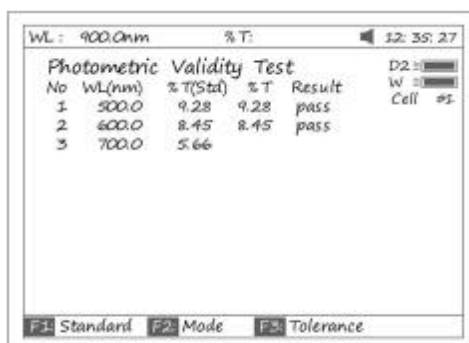 WL: 900.0nm %T: 12:35:27
Photometric Validity Test D2
No WL(nm) %T(Std) %T Result W
1 500.0 9.28 9.28 pass Cell #1
2 600.0 8.45 8.45 pass
3 700.0 5.66
F1: Standard F2: Mode F3: Tolerance